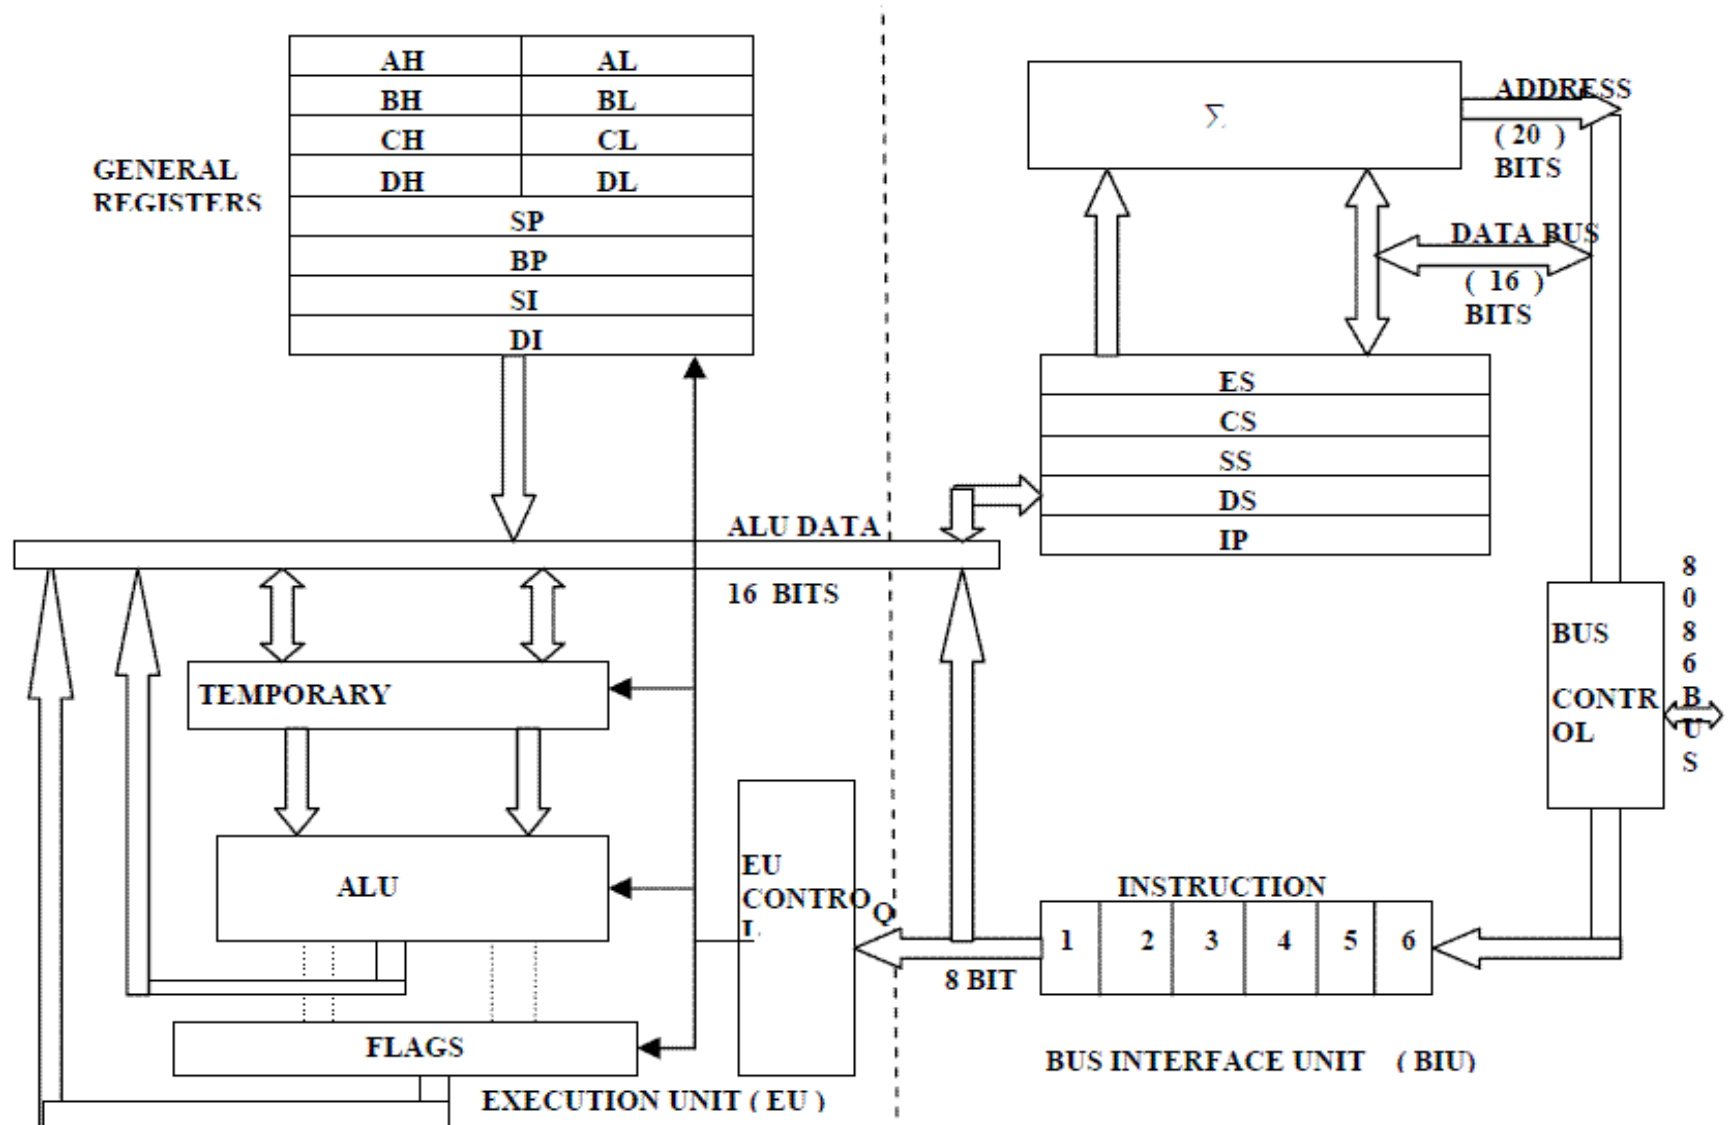 AH AL
BH BL
CH CL
DH DL
SP
BP
SI
DI
GENERAL
REGISTERS
Σ
ADDRESS
( 20 )
BITS
DATA BUS
( 16 )
BITS
ES
CS
SS
DS
IP
ALU DATA
16 BITS
TEMPORARY
ALU
FLAGS
EU
CONTRO
L
Q
8 BIT
INSTRUCTION
1 2 3 4 5 6
BUS
CONTR
OL
8
0
8
6
B
U
S
EXECUTION UNIT ( EU )
BUS INTERFACE UNIT ( BIU)